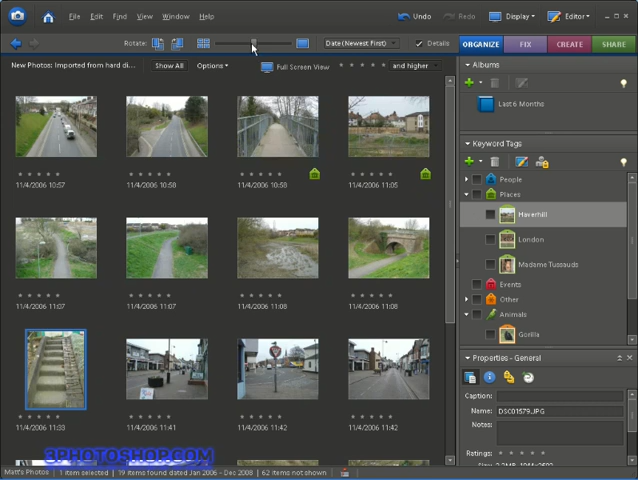 File Edit Find View Window Help Undo Redo Display Editor
Rotate: Date (Newest First) Details ORGANIZE FIX CREATE SHARE
New Photos: Imported from hard di... Show All Options Full Screen View and higher
Albums
Last 6 Months
Keyword Tags
People
Places
Haverhill
London
Madame Tussauds
Events
Other
Animals
Gorilla
Properties - General
Caption:
Name: DSC01579.JPG
Notes:
Ratings:
11/4/2006 10:57 11/4/2006 10:58 11/4/2006 10:58 11/4/2006 11:05
11/4/2006 11:07 11/4/2006 11:07 11/4/2006 11:08 11/4/2006 11:08
11/4/2006 11:33 11/4/2006 11:41 11/4/2006 11:42 11/4/2006 11:42
3PHOTOSHOP.COM
Matt's Photos 1 item selected 19 items found dated Jan 2006 - Dec 2008 62 items not shown